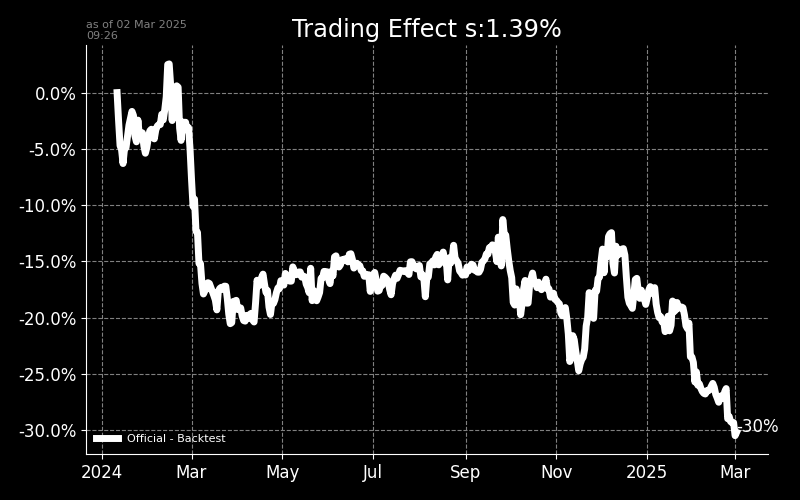 as of 02 Mar 2025
09:26
Trading Effect s:1.39%
0.0%
-5.0%
-10.0%
-15.0%
-20.0%
-25.0%
-30.0%
-30%
Official - Backtest
2024 Mar May Jul Sep Nov 2025 Mar